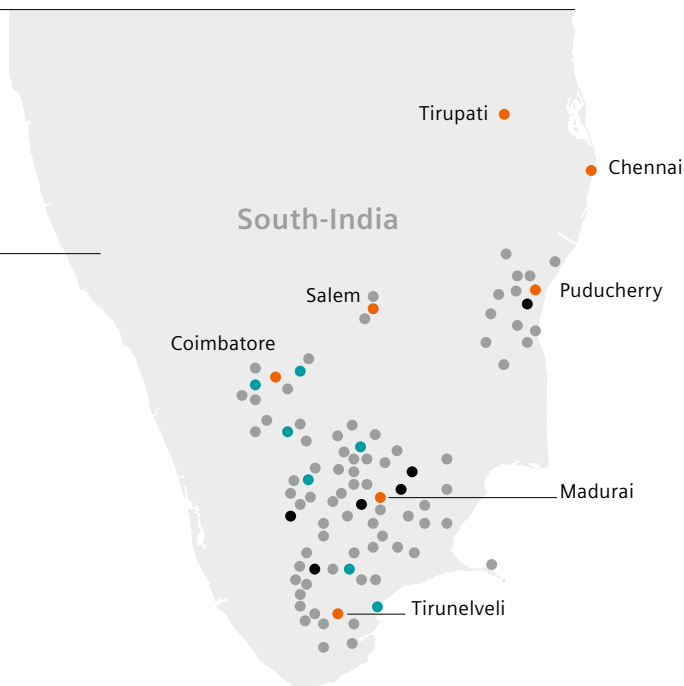 Tirupati
Chennai
South-India
Salem
Puducherry
Coimbatore
Madurai
Tirunelveli